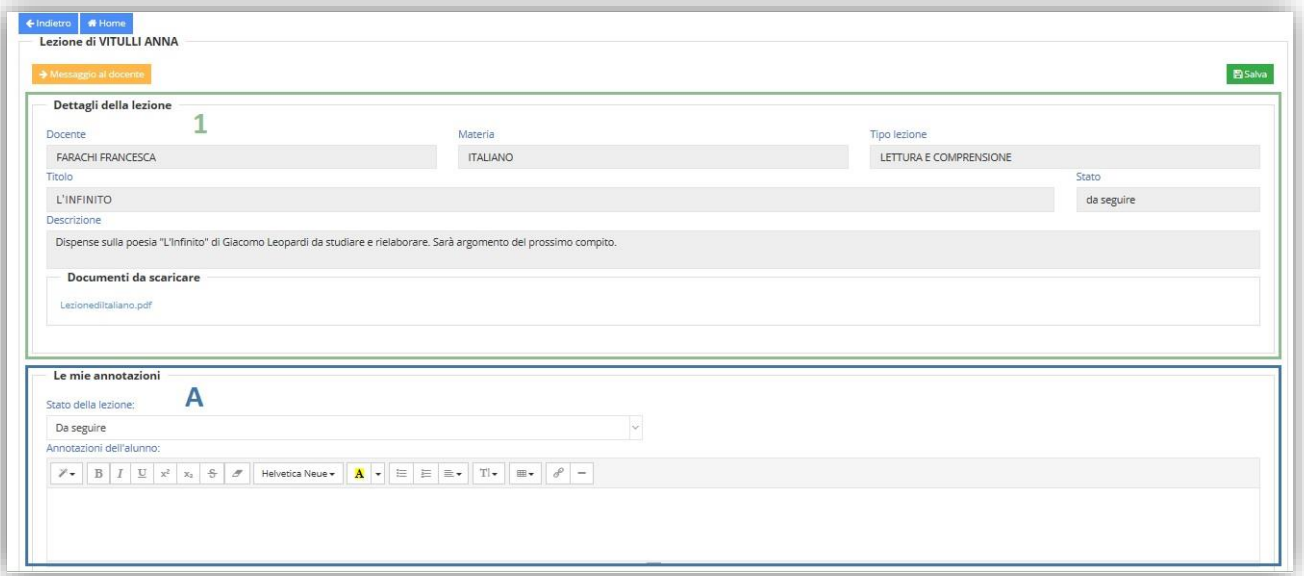 Indietro Home
Lezione di VITULLI ANNA
Messaggio al docente Salva
Dettagli della lezione
1
Docente Materia Tipo lezione
FARACHI FRANCESCA ITALIANO LETTURA E COMPRENSIONE
Titolo Stato
L'INFINITO da seguire
Descrizione
Dispense sulla poesia "L'Infinito" di Giacomo Leopardi da studiare e rielaborare. Sarà argomento del prossimo compito.
Documenti da scaricare
LezionediItaliano.pdf
Le mie annotazioni
A
Stato della lezione:
Da seguire
Annotazioni dell'alunno:
B I U x² x₂ S Helvetica Neue A T